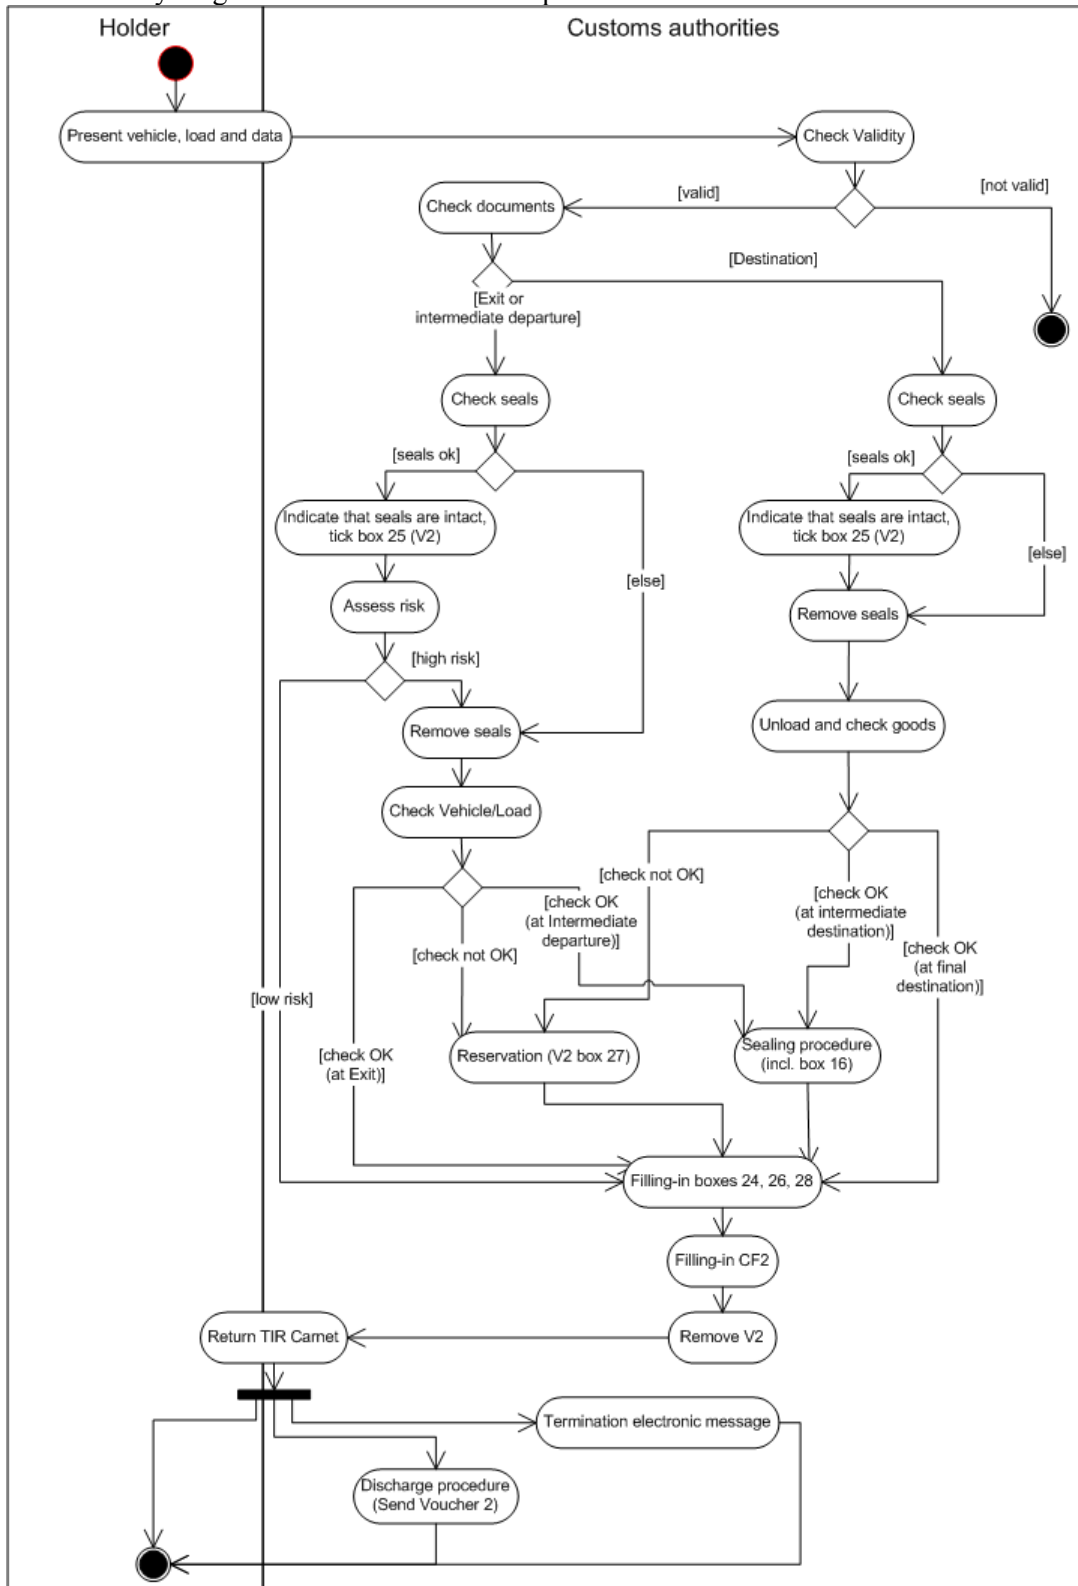 Holder
Customs authorities
Present vehicle, load and data
Check Validity
[not valid]
[valid]
Check documents
[Destination]
[Exit or
intermediate departure]
Check seals
Check seals
[seals ok]
[seals ok]
Indicate that seals are intact,
tick box 25 (V2)
Indicate that seals are intact,
tick box 25 (V2)
[else]
[else]
Assess risk
Remove seals
[high risk]
Remove seals
Unload and check goods
Check Vehicle/Load
[check not OK]
[check OK
(at Intermediate
departure)]
[check OK
(at intermediate
destination)]
[check not OK]
[check OK
(at final
destination)]
[low risk]
[check OK
(at Exit)]
Reservation (V2 box 27)
Sealing procedure
(incl. box 16)
Filling-in boxes 24, 26, 28
Filling-in CF2
Return TIR Carnet
Remove V2
Termination electronic message
Discharge procedure
(Send Voucher 2)